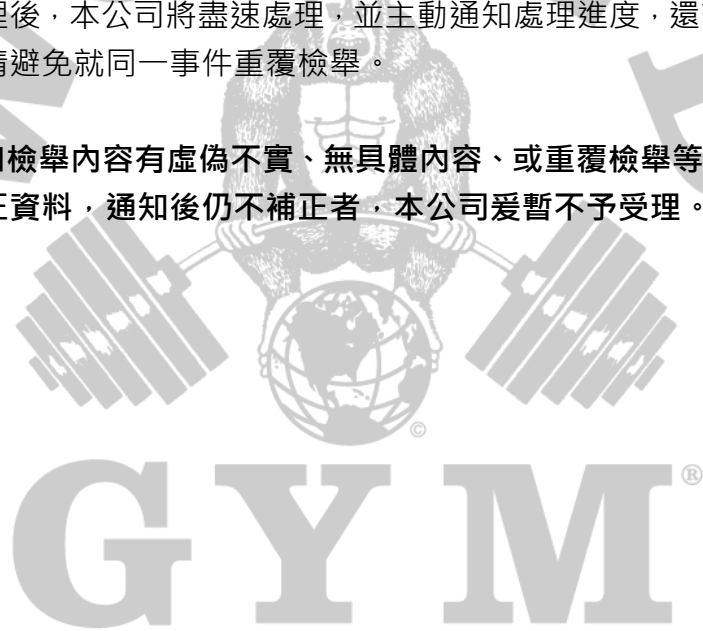 理後，本公司將盡速處理，並主動通知處理進度，還
請避免就同一事件重覆檢舉。
檢舉內容有虛偽不實、無具體內容、或重覆檢舉等
資料，通知後仍不補正者，本公司爰暫不予受理。
©
GYM®